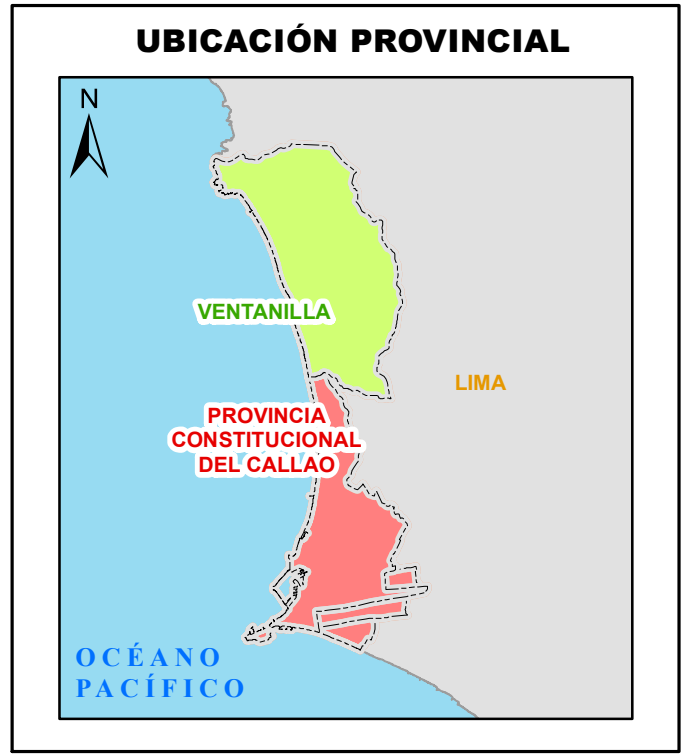 UBICACIÓN PROVINCIAL
N
VENTANILLA
LIMA
PROVINCIA
CONSTITUCIONAL
DEL CALLAO
OCÉANO
PACÍFICO